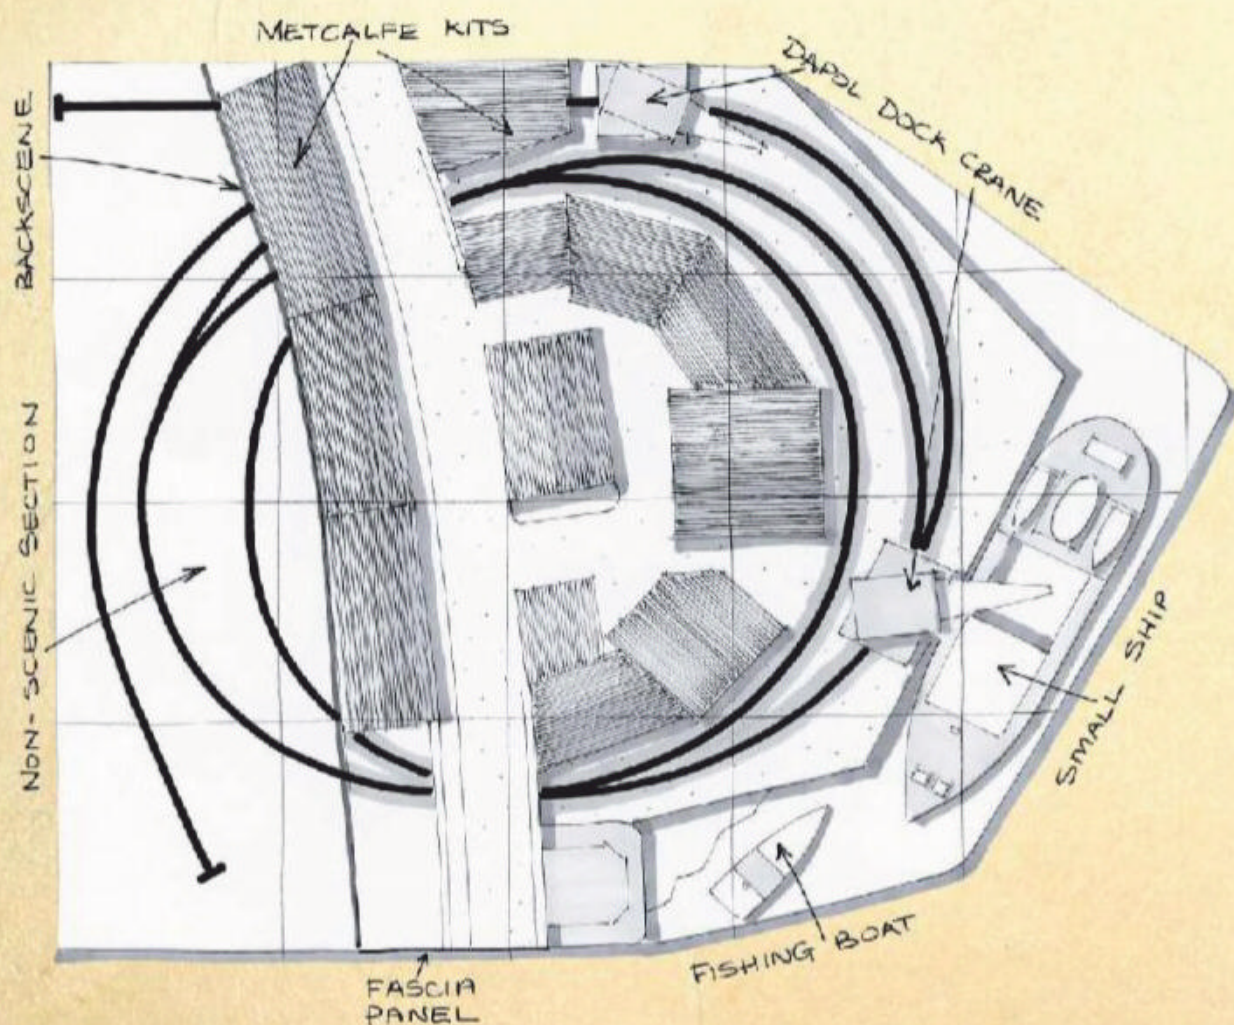 METCALFE KITS
DAPOL DOCK CRANE
BACKSCENE
NON-SCENIC SECTION
SMALL SHIP
FISHING BOAT
FASCIA
PANEL